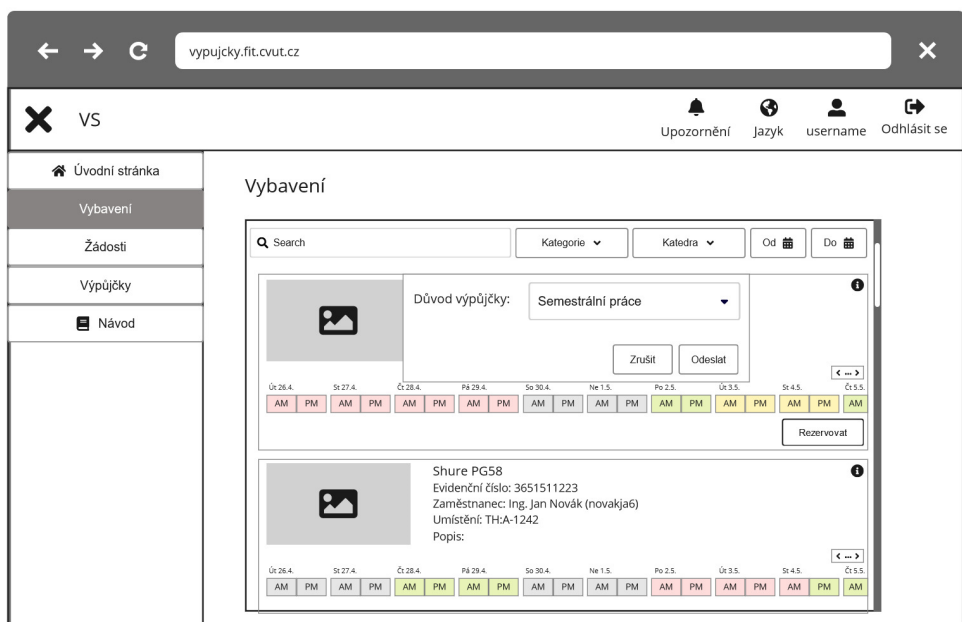 vypujcky.fit.cvut.cz
VS
Upozornění Jazyk username Odhlásit se
Úvodní stránka
Vybavení
Žádosti
Výpůjčky
Návod
Vybavení
Search Kategorie Katedra Od Do
Důvod výpůjčky: Semestrální práce
Zrušit Odeslat
Út 26.4. St 27.4. Čt 28.4. Pá 29.4. So 30.4. Ne 1.5. Po 2.5. Út 3.5. St 4.5. Čt 5.5.
AM PM AM PM AM PM AM PM AM PM AM PM AM PM AM PM AM PM AM
Rezervovat
Shure PG58
Evidenční číslo: 3651511223
Zaměstnanec: Ing. Jan Novák (novakja6)
Umístění: TH:A-1242
Popis:
Út 26.4. St 27.4. Čt 28.4. Pá 29.4. So 30.4. Ne 1.5. Po 2.5. Út 3.5. St 4.5. Čt 5.5.
AM PM AM PM AM PM AM PM AM PM AM PM AM PM AM PM AM PM AM